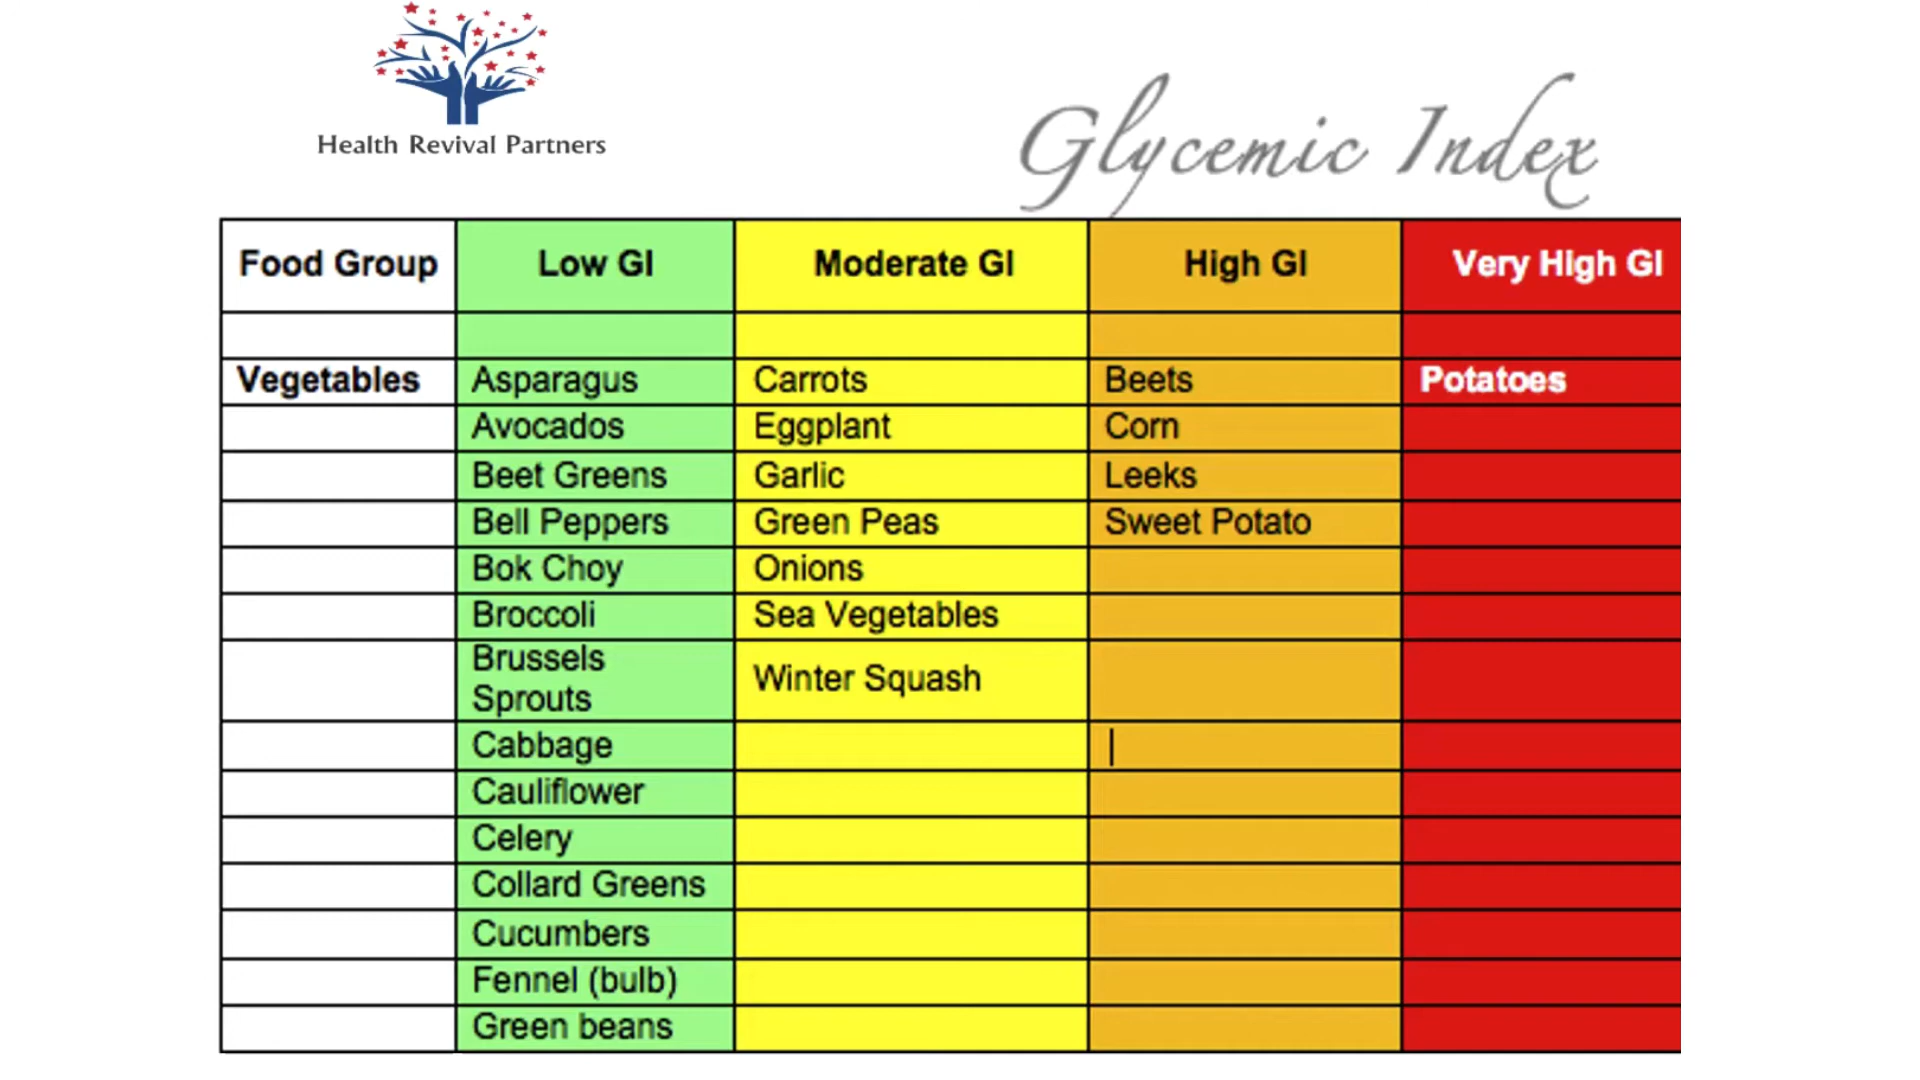 Health Revival Partners
Glycemic Index
Food Group Low GI Moderate GI High GI Very High GI
Vegetables Asparagus Carrots Beets Potatoes
Avocados Eggplant Corn
Beet Greens Garlic Leeks
Bell Peppers Green Peas Sweet Potato
Bok Choy Onions
Broccoli Sea Vegetables
Brussels
Sprouts Winter Squash
Cabbage
Cauliflower
Celery
Collard Greens
Cucumbers
Fennel (bulb)
Green beans